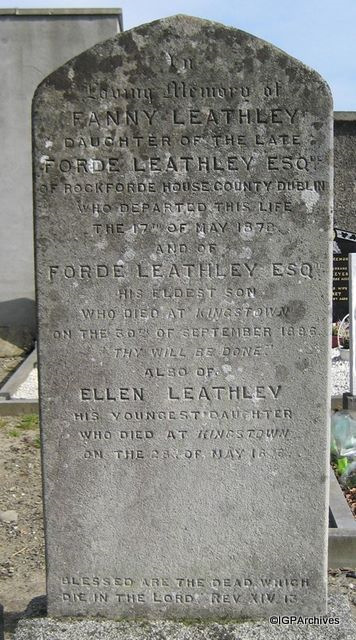 In
Loving Memory of
FANNY LEATHLEY
DAUGHTER OF THE LATE
FORDE LEATHLEY ESQRE
OF ROCKFORDE HOUSE COUNTY DUBLIN
WHO DEPARTED THIS LIFE
THE 17TH OF MAY 1878.
AND OF
FORDE LEATHLEY ESQ
HIS ELDEST SON
WHO DIED AT KINGSTOWN
ON THE 30TH OF SEPTEMBER 1886.
"THY WILL BE DONE."
ALSO OF
ELLEN LEATHLEY
HIS YOUNGEST DAUGHTER
WHO DIED AT KINGSTOWN
ON THE OF MAY
BLESSED ARE THE DEAD, WHICH
DIE IN THE LORD. REV. XIV. 13.
©IGPArchives